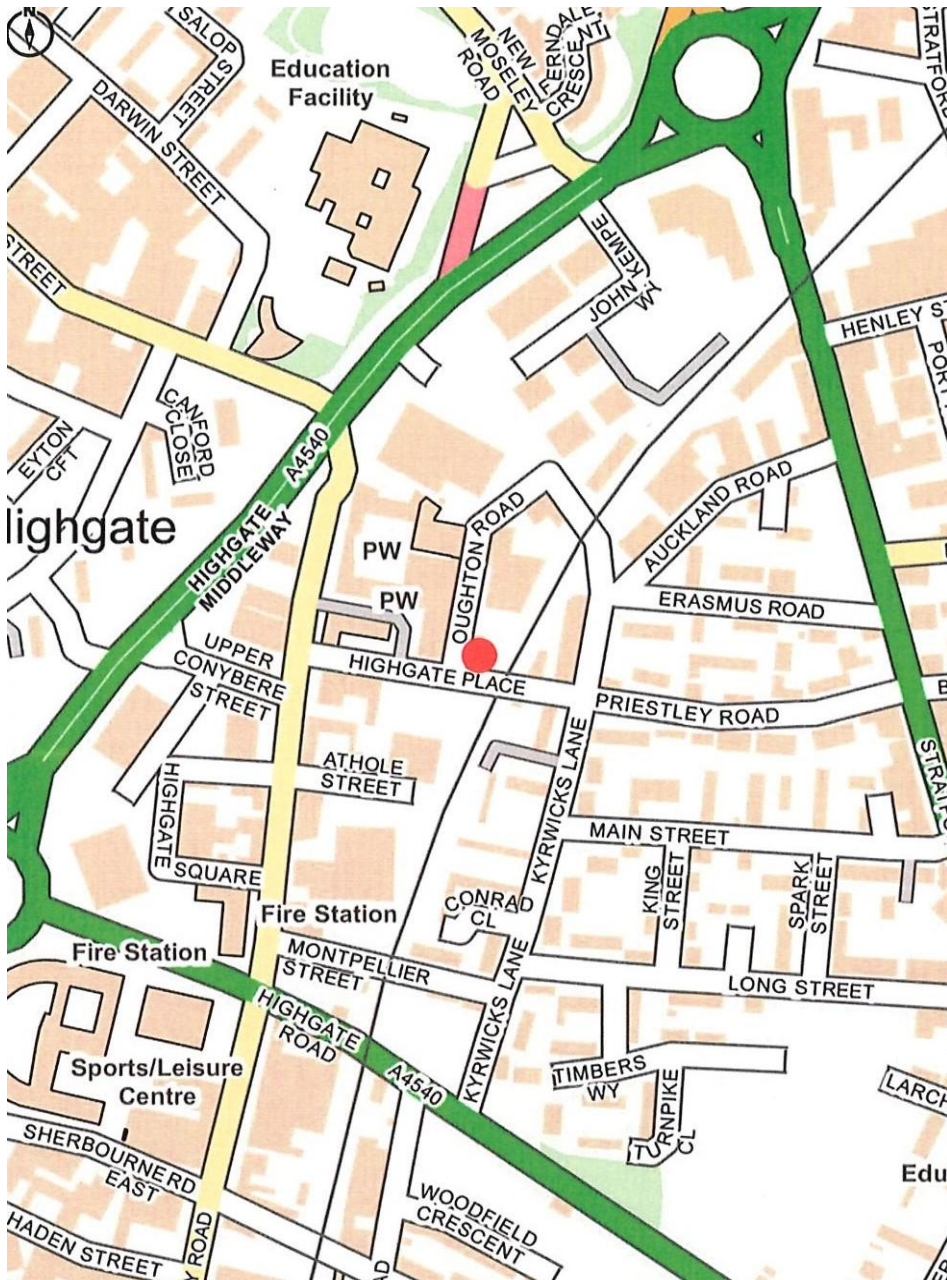 N
SALOP
STREET
NEW
MOSELEY
ROAD
FERNDALE
CRESCENT
STRATFORD
Education
Facility
DARWIN STREET
STREET
JOHN KEMPE
WY
HENLEY ST
PORT
CANFORD
CLOSE
EYTON
CFT
A4540
HIGHGATE
MIDDLEWAY
lighgate
OUGHTON ROAD
AUCKLAND ROAD
PW
PW
ERASMUS ROAD
UPPER
CONYBERE
STREET
HIGHGATE PLACE
PRIESTLEY ROAD
B
STRATFO
HIGHGATE
SQUARE
ATHOLE
STREET
KYRWICKS LANE
MAIN STREET
KING
STREET
SPARK
STREET
CONRAD
CL
Fire Station
Fire Station
MONTPELLIER
STREET
LONG STREET
HIGHGATE
ROAD
A4540
KYRWICKS LANE
Sports/Leisure
Centre
TIMBERS
WY
TURNPIKE
CL
LARCH
Edu
SHERBOURNE RD
EAST
WOODFIELD
CRESCENT
HADEN STREET
Y ROAD
AD